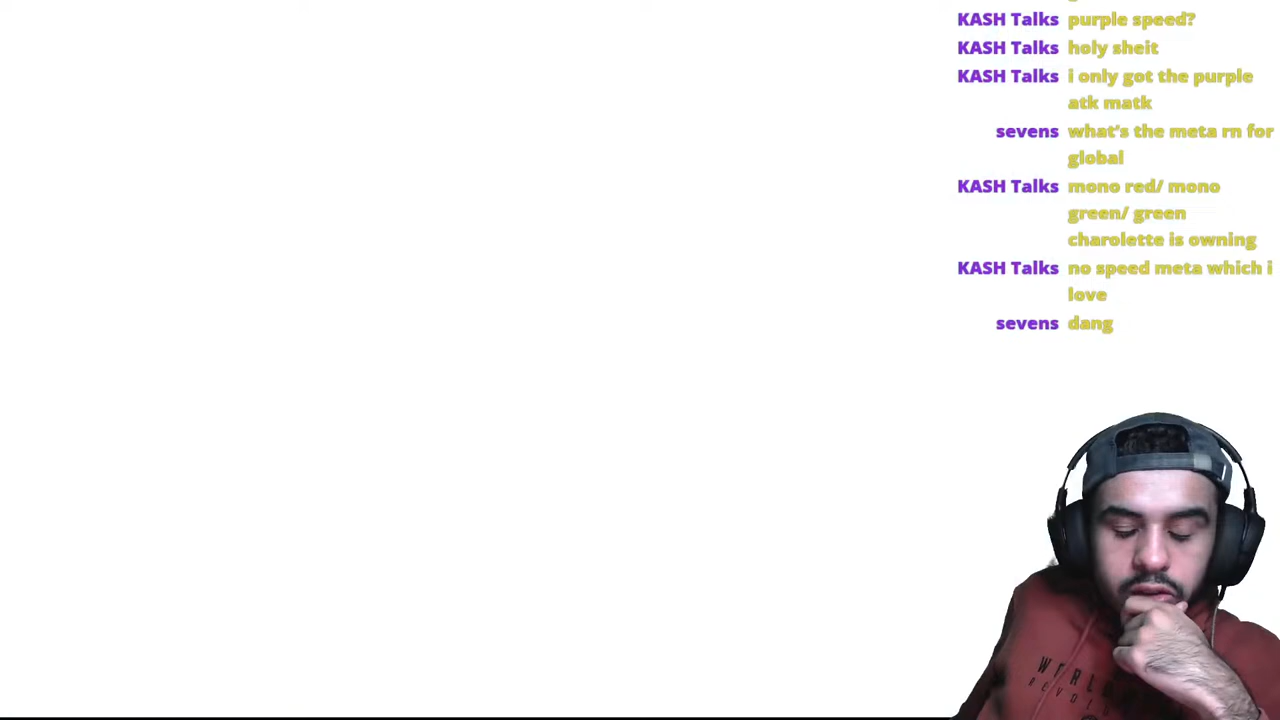 KASH Talks purple speed?
KASH Talks holy sheit
KASH Talks i only got the purple
atk matk
sevens what's the meta rn for
global
KASH Talks mono red/ mono
green/ green
charolette is owning
KASH Talks no speed meta which i
love
sevens dang